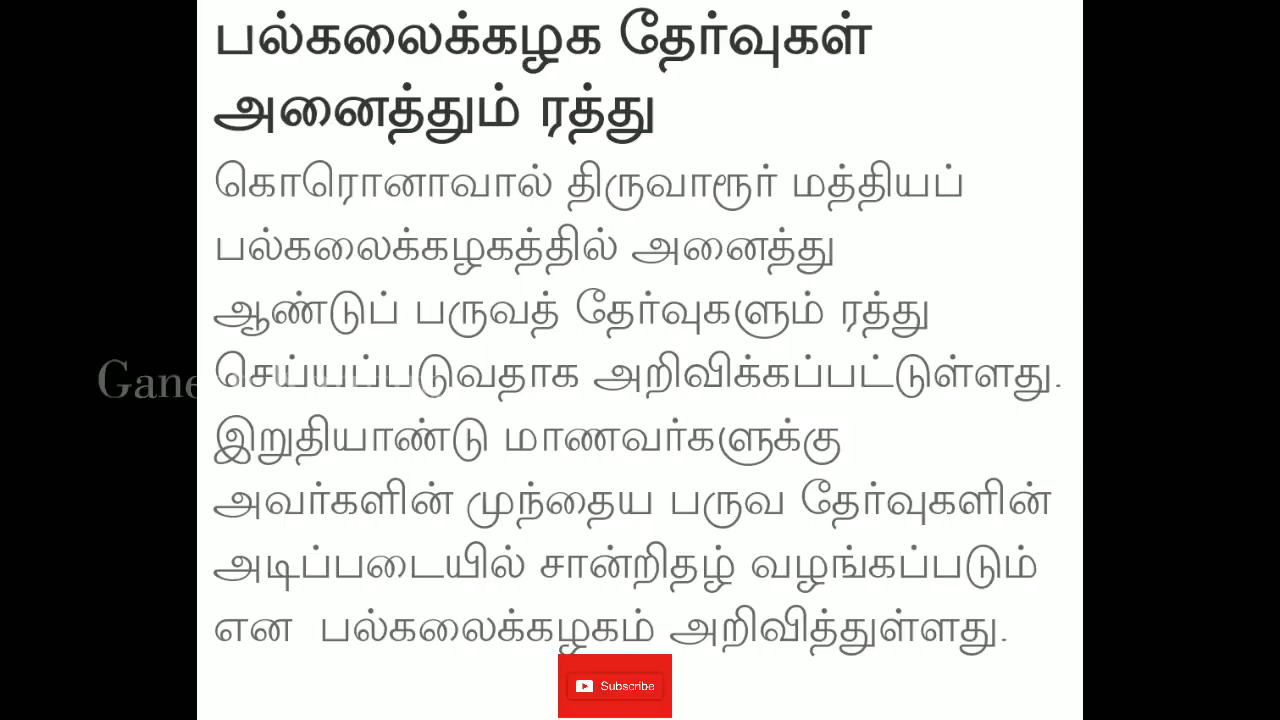 பல்கலைக்கழக தேர்வுகள்
அனைத்தும் ரத்து
கொரொனாவால் திருவாரூர் மத்தியப்
பல்கலைக்கழகத்தில் அனைத்து
ஆண்டுப் பருவத் தேர்வுகளும் ரத்து
செய்யப்படுவதாக அறிவிக்கப்பட்டுள்ளது.
இறுதியாண்டு மாணவர்களுக்கு
அவர்களின் முந்தைய பருவ தேர்வுகளின்
அடிப்படையில் சான்றிதழ் வழங்கப்படும்
என பல்கலைக்கழகம் அறிவித்துள்ளது.
Subscribe